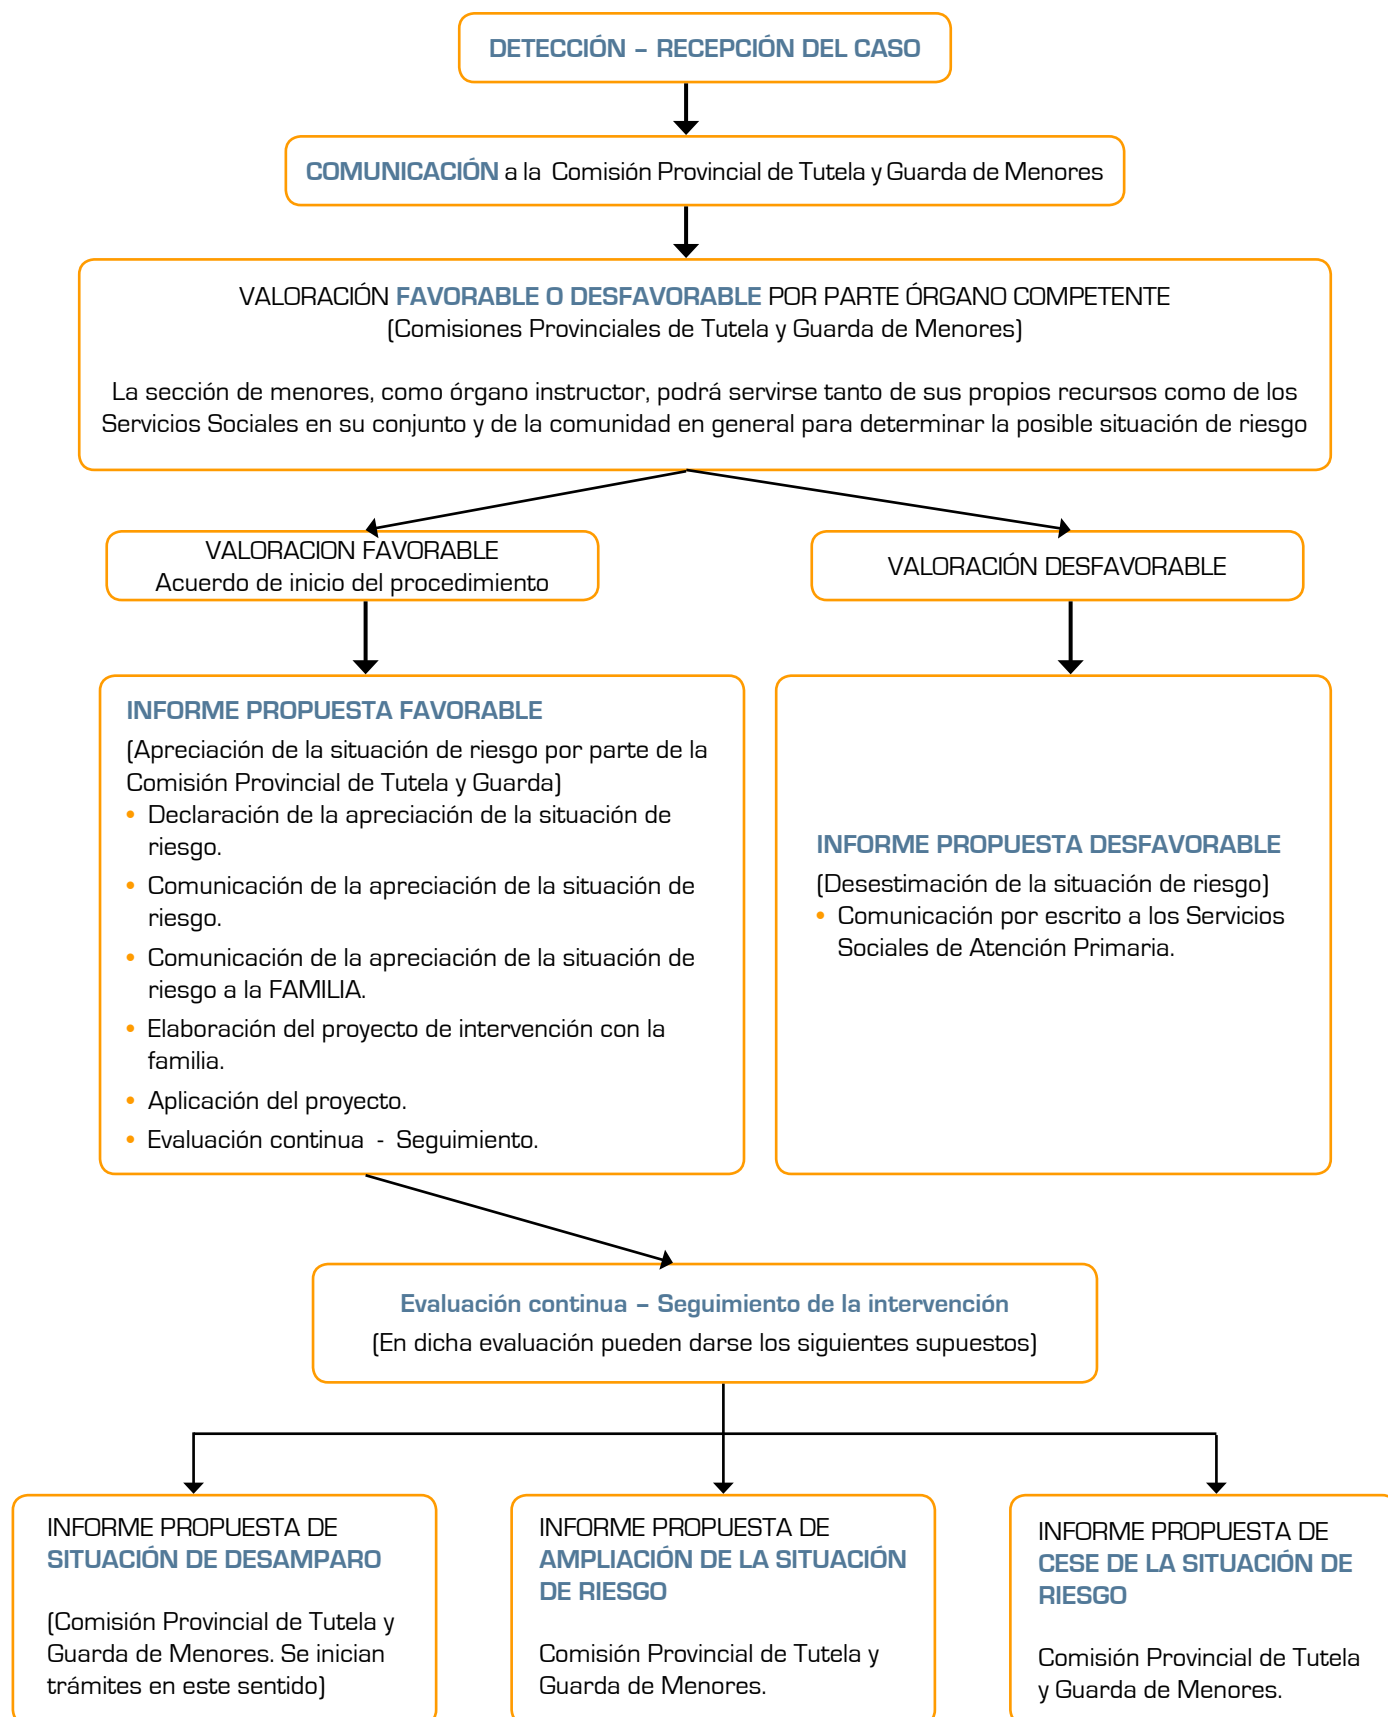 DETECCIÓN – RECEPCIÓN DEL CASO
COMUNICACIÓN a la Comisión Provincial de Tutela y Guarda de Menores
VALORACIÓN FAVORABLE O DESFAVORABLE POR PARTE ÓRGANO COMPETENTE
(Comisiones Provinciales de Tutela y Guarda de Menores)
La sección de menores, como órgano instructor, podrá servirse tanto de sus propios recursos como de los
Servicios Sociales en su conjunto y de la comunidad en general para determinar la posible situación de riesgo
VALORACION FAVORABLE
Acuerdo de inicio del procedimiento
VALORACIÓN DESFAVORABLE
INFORME PROPUESTA FAVORABLE
(Apreciación de la situación de riesgo por parte de la
Comisión Provincial de Tutela y Guarda)
• Declaración de la apreciación de la situación de
riesgo.
• Comunicación de la apreciación de la situación de
riesgo.
• Comunicación de la apreciación de la situación de
riesgo a la FAMILIA.
• Elaboración del proyecto de intervención con la
familia.
• Aplicación del proyecto.
• Evaluación continua - Seguimiento.
INFORME PROPUESTA DESFAVORABLE
(Desestimación de la situación de riesgo)
• Comunicación por escrito a los Servicios
Sociales de Atención Primaria.
Evaluación continua – Seguimiento de la intervención
(En dicha evaluación pueden darse los siguientes supuestos)
INFORME PROPUESTA DE
SITUACIÓN DE DESAMPARO
(Comisión Provincial de Tutela y
Guarda de Menores. Se inician
trámites en este sentido)
INFORME PROPUESTA DE
AMPLIACIÓN DE LA SITUACIÓN
DE RIESGO
Comisión Provincial de Tutela y
Guarda de Menores.
INFORME PROPUESTA DE
CESE DE LA SITUACIÓN DE
RIESGO
Comisión Provincial de Tutela
y Guarda de Menores.